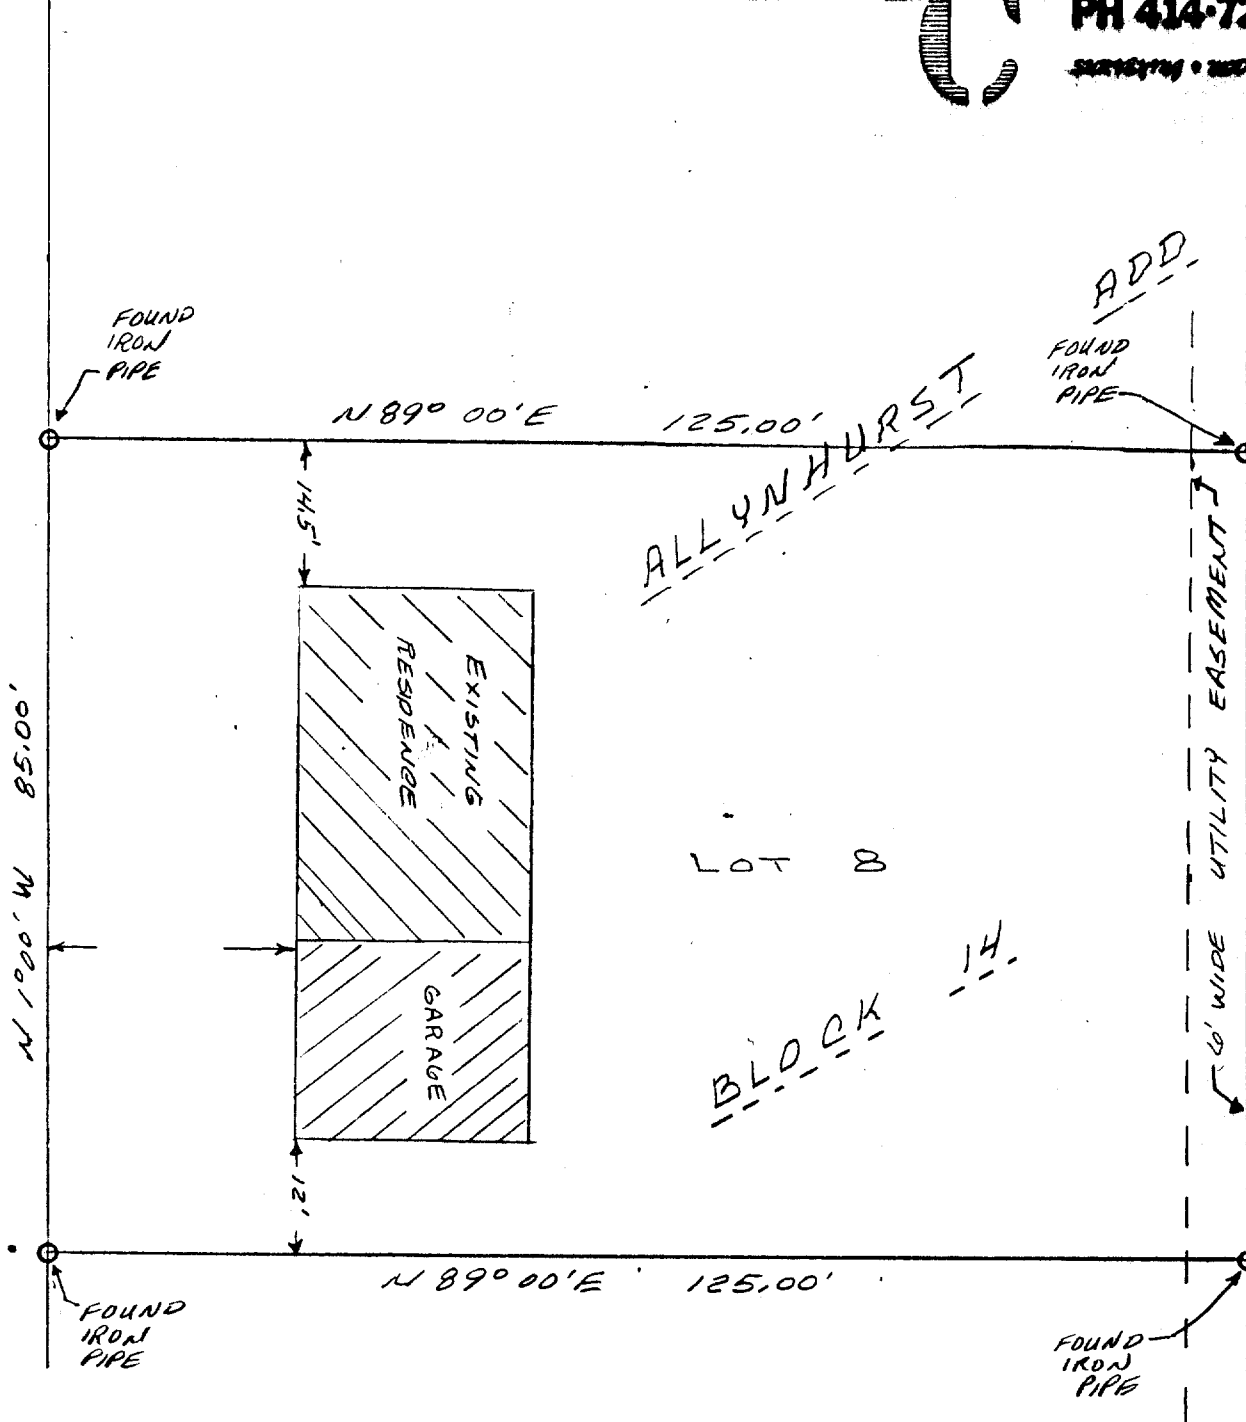 PH 414-7
ADD
FOUND
IRON
PIPE
FOUND
IRON
PIPE
N 89° 00' E 125.00'
ALLYNHURST
14.5'
EXISTING
RESIDENCE
6' WIDE UTILITY EASEMENT
N 1°00' W 85.00'
LOT 8
GARAGE
BLOCK 14
12'
N 89° 00' E 125.00'
FOUND
IRON
PIPE
FOUND
IRON
PIPE